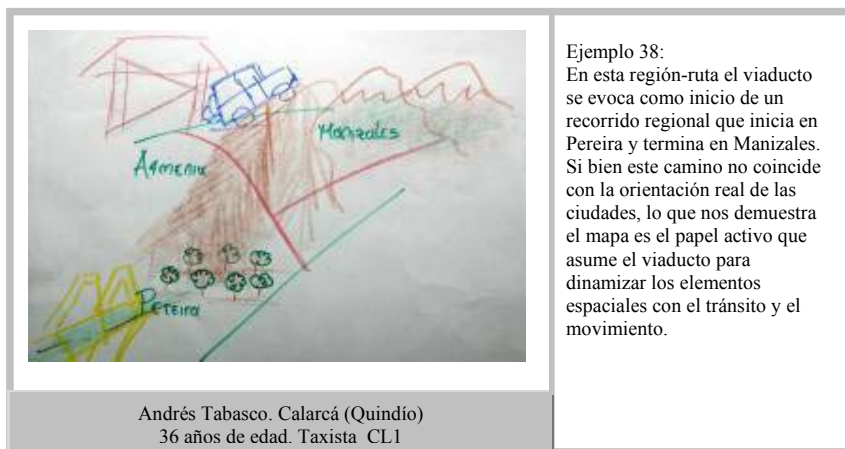 Armenia
Manizales
Pereira
Ejemplo 38:
En esta región-ruta el viaducto
se evoca como inicio de un
recorrido regional que inicia en
Pereira y termina en Manizales.
Si bien este camino no coincide
con la orientación real de las
ciudades, lo que nos demuestra
el mapa es el papel activo que
asume el viaducto para
dinamizar los elementos
espaciales con el tránsito y el
movimiento.
Andrés Tabasco. Calarcá (Quindío)
36 años de edad. Taxista CL1